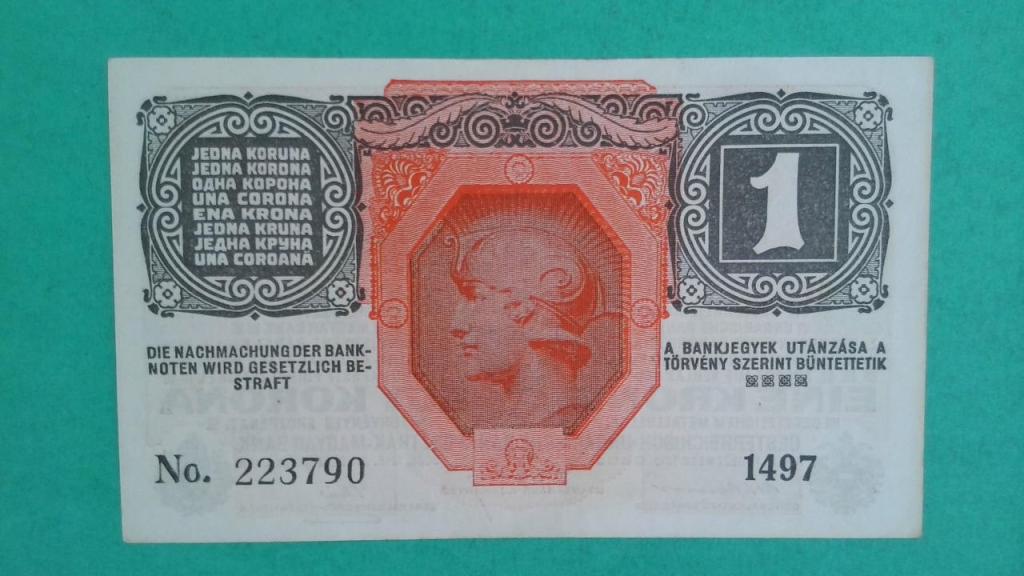 JEDNA KORUNA
JEDNA KORONA
ОДНА КОРОНА
UNA CORONA
ENA KRONA
JEDNA KRUNA
ЈЕДНА КРУНА
UNA COROANĂ
1
DIE NACHMACHUNG DER BANK-
NOTEN WIRD GESETZLICH BE-
STRAFT
A BANKJEGYEK UTÁNZÁSA A
TÖRVÉNY SZERINT BÜNTETTETIK
No. 223790
1497